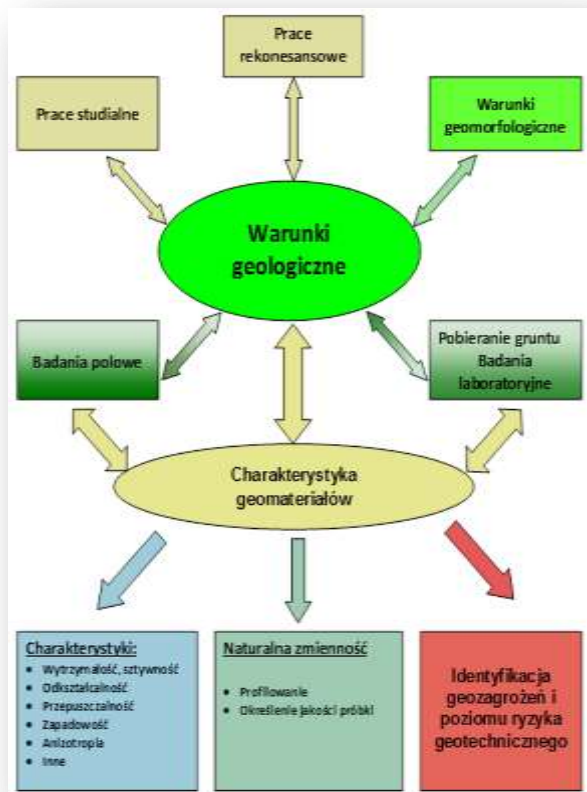 Prace
rekonesansowe
Prace studialne
Warunki
geomorfologiczne
Warunki
geologiczne
Badania polowe
Pobieranie gruntu
Badania
laboratoryjne
Charakterystyka
geomateriałów
Charakterystyki:
• Wytrzymałość, sztywność
• Odkształcalność
• Przepuszczalność
• Zapadowość
• Anizotropia
• Inne
Naturalna zmienność
• Profilowanie
• Określenie jakości próbki
Identyfikacja
geozagrożeń i
poziomu ryzyka
geotechnicznego